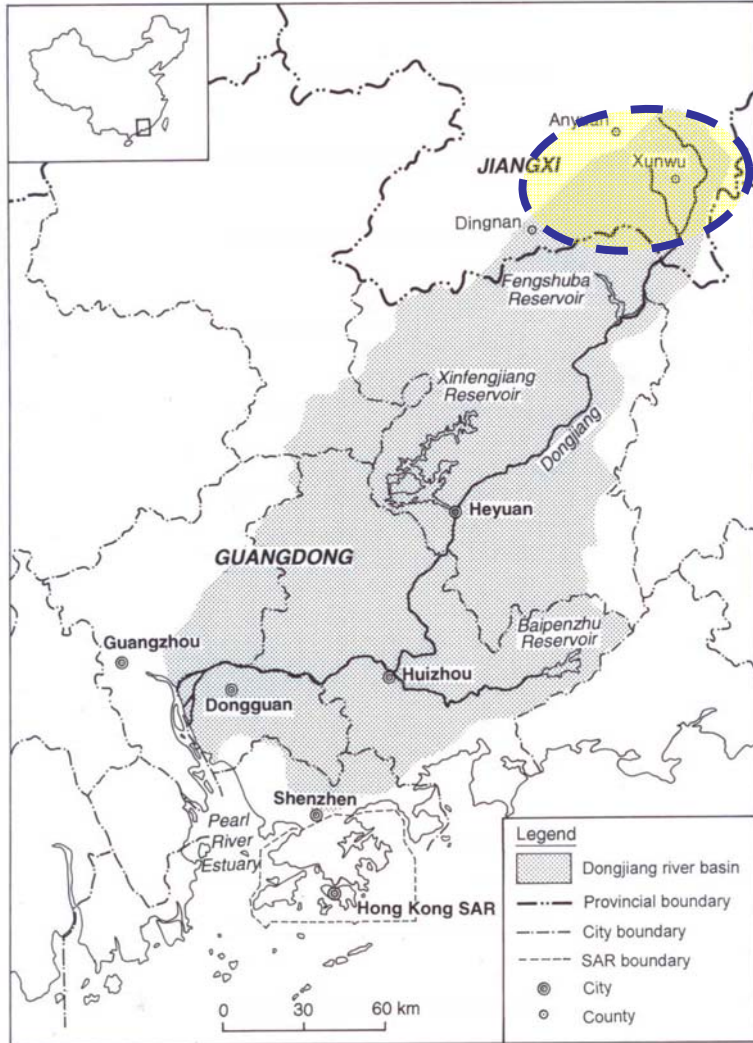 Anyuan
JIANGXI
Xunwu
Dingnan
Fengshuba
Reservoir
Xinfengjiang
Reservoir
Dongjiang
Heyuan
GUANGDONG
Baipenzhu
Reservoir
Guangzhou
Huizhou
Dongguan
Shenzhen
Pearl
River
Estuary
Hong Kong SAR
0 30 60 km
Legend
Dongjiang river basin
Provincial boundary
City boundary
SAR boundary
City
County